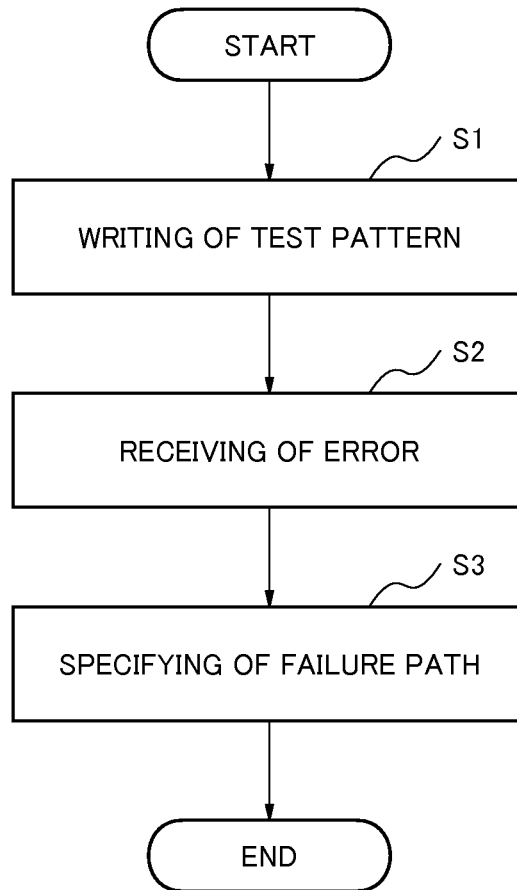 START
S1
WRITING OF TEST PATTERN
S2
RECEIVING OF ERROR
S3
SPECIFYING OF FAILURE PATH
END